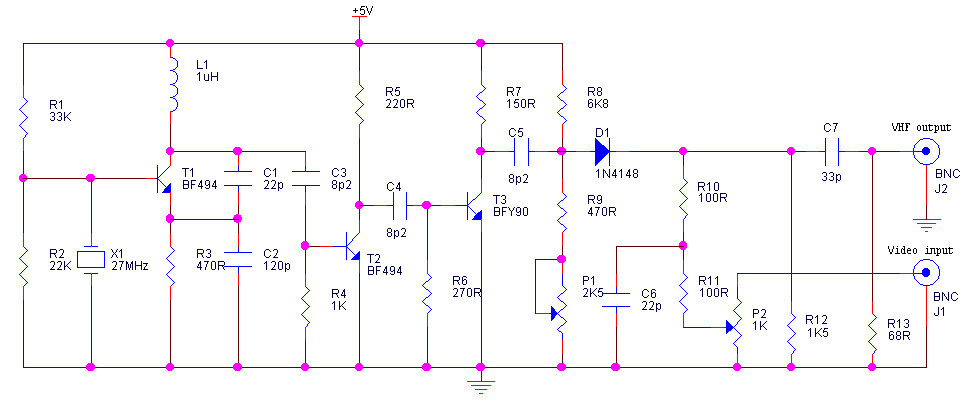 +5V
L1
1uH
R1
33K
R5
220R
R7
150R
R8
6K8
C7
33p
VHF output
BNC
J2
T1
BF494
C1
22p
C3
8p2
C4
8p2
C5
8p2
D1
1N4148
T3
BFY90
R9
470R
R10
100R
R2
22K
X1
27MHz
R3
470R
C2
120p
R4
1K
T2
BF494
R6
270R
P1
2K5
C6
22p
R11
100R
P2
1K
R12
1K5
R13
68R
Video input
BNC
J1